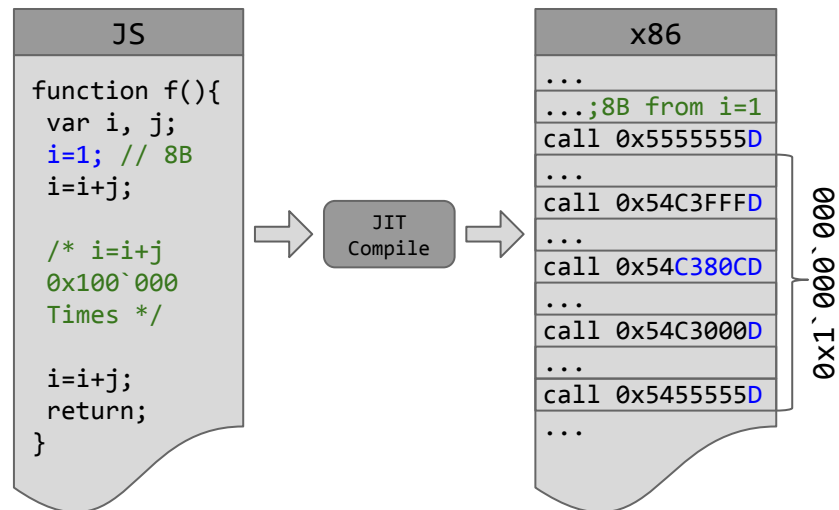 JS
function f(){
var i, j;
i=1; // 8B
i=i+j;
/* i=i+j
0x100`000
Times */
i=i+j;
return;
}
JIT
Compile
x86
...
...;8B from i=1
call 0x5555555D
...
call 0x54C3FFFD
...
call 0x54C380CD
...
call 0x54C3000D
...
call 0x5455555D
...
0x1`000`000